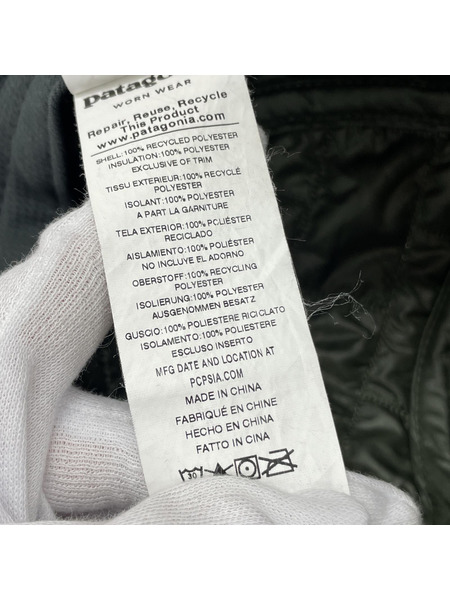 patagonia
WORN WEAR
Repair, Reuse, Recycle
This Product
www.patagonia.com
SHELL:100% RECYCLED POLYESTER
INSULATION:100% POLYESTER
EXCLUSIVE OF TRIM
TISSU EXTERIEUR:100% RECYCLÉ
POLYESTER
ISOLANT:100% POLYESTER
A PART LA GARNITURE
TELA EXTERIOR:100% POLIÉSTER
RECICLADO
AISLAMIENTO:100% POLIÉSTER
NO INCLUYE EL ADORNO
OBERSTOFF:100% RECYCLING
POLYESTER
ISOLIERUNG:100% POLYESTER
AUSGENOMMEN BESATZ
GUSCIO:100% POLIESTERE RICICLATO
ISOLAMENTO:100% POLIESTERE
ESCLUSO INSERTO
MFG DATE AND LOCATION AT
PCPSIA.COM
MADE IN CHINA
FABRIQUÉ EN CHINE
HECHO EN CHINA
FATTO IN CINA
30